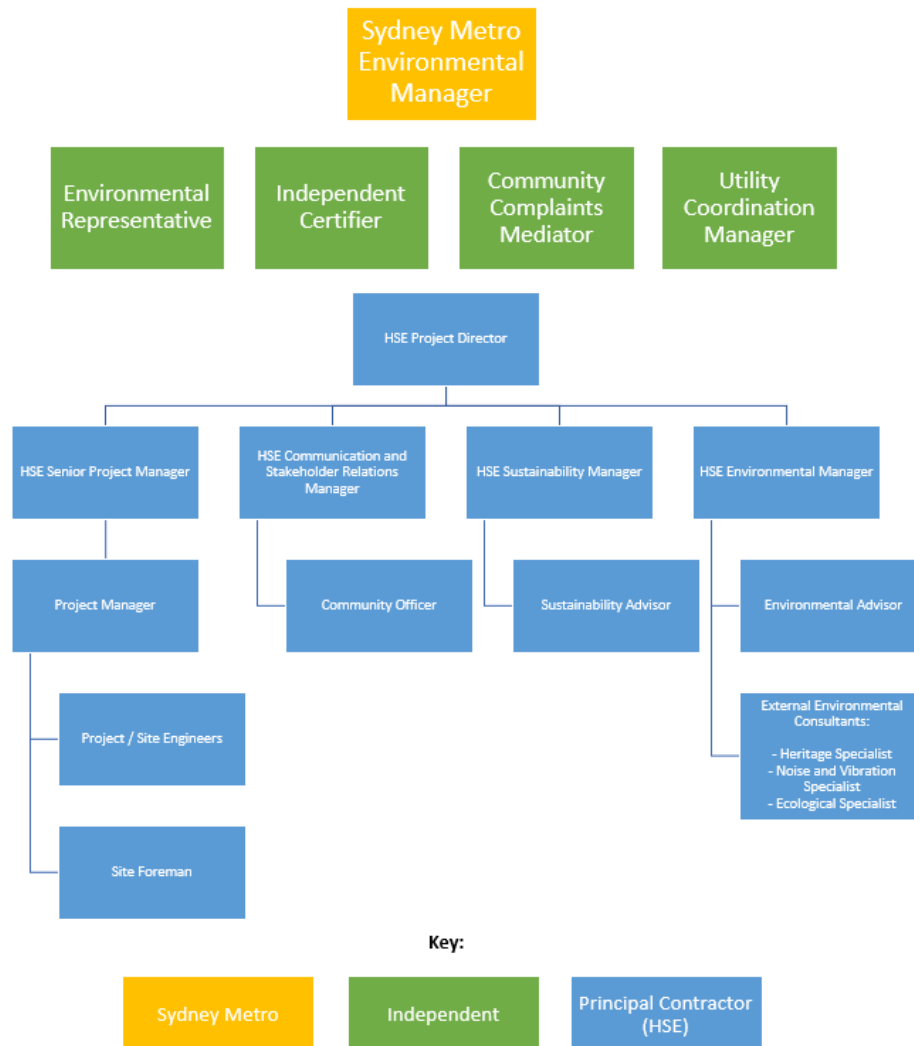 Sydney Metro
Environmental
Manager
Environmental
Representative
Independent
Certifier
Community
Complaints
Mediator
Utility
Coordination
Manager
HSE Project Director
HSE Senior Project Manager
HSE Communication and
Stakeholder Relations
Manager
HSE Sustainability Manager
HSE Environmental Manager
Project Manager
Community Officer
Sustainability Advisor
Environmental Advisor
Project / Site Engineers
External Environmental
Consultants:
- Heritage Specialist
- Noise and Vibration
Specialist
- Ecological Specialist
Site Foreman
Key:
Sydney Metro
Independent
Principal Contractor
(HSE)